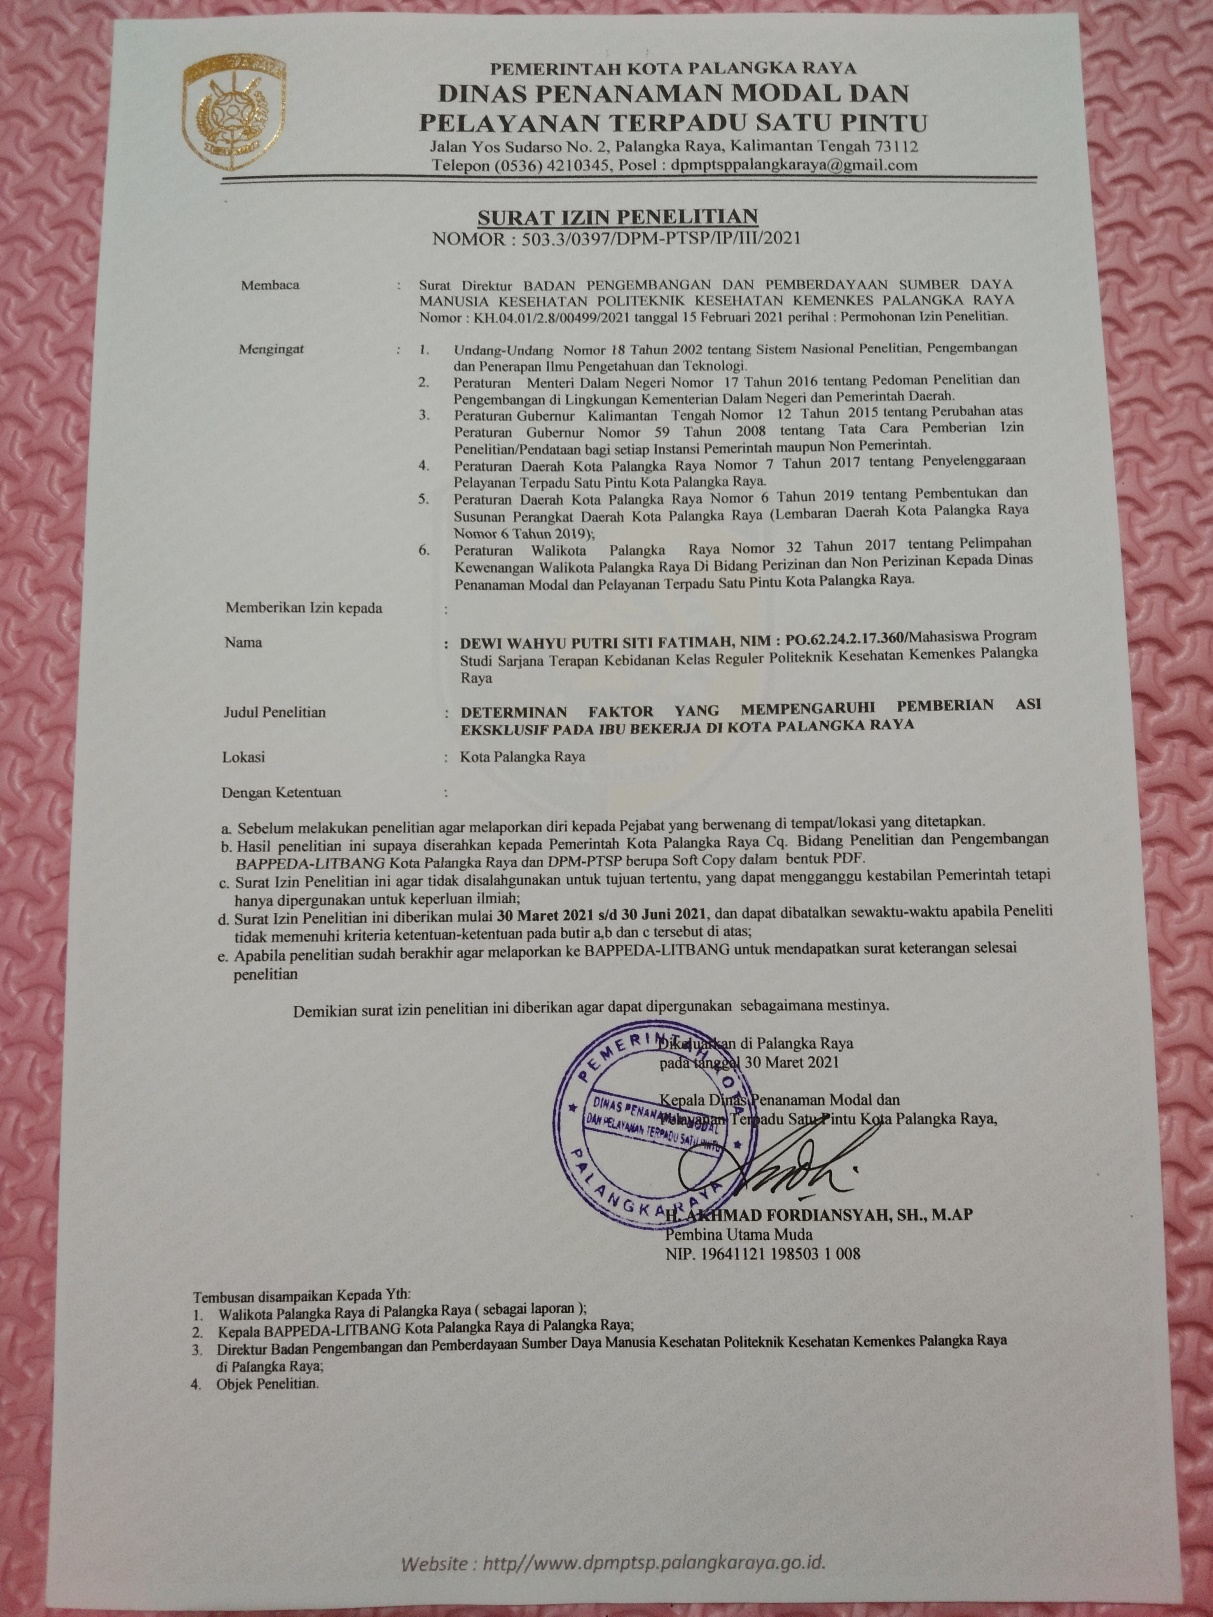 PEMERINTAH KOTA PALANGKA RAYA
DINAS PENANAMAN MODAL DAN
PELAYANAN TERPADU SATU PINTU
Jalan Yos Sudarso No. 2, Palangka Raya, Kalimantan Tengah 73112
Telepon (0536) 4210345, Posel : dpmptsppalangkaraya@gmail.com
SURAT IZIN PENELITIAN
NOMOR : 503.3/0397/DPM-PTSP/IP/III/2021
Membaca : Surat Direktur BADAN PENGEMBANGAN DAN PEMBERDAYAAN SUMBER DAYA
MANUSIA KESEHATAN POLITEKNIK KESEHATAN KEMENKES PALANGKA RAYA
Nomor : KH.04.01/2.8/00499/2021 tanggal 15 Februari 2021 perihal : Permohonan Izin Penelitian.
Mengingat : 1. Undang-Undang Nomor 18 Tahun 2002 tentang Sistem Nasional Penelitian, Pengembangan
dan Penerapan Ilmu Pengetahuan dan Teknologi.
2. Peraturan Menteri Dalam Negeri Nomor 17 Tahun 2016 tentang Pedoman Penelitian dan
Pengembangan di Lingkungan Kementerian Dalam Negeri dan Pemerintah Daerah.
3. Peraturan Gubernur Kalimantan Tengah Nomor 12 Tahun 2015 tentang Perubahan atas
Peraturan Gubernur Nomor 59 Tahun 2008 tentang Tata Cara Pemberian Izin
Penelitian/Pendataan bagi setiap Instansi Pemerintah maupun Non Pemerintah.
4. Peraturan Daerah Kota Palangka Raya Nomor 7 Tahun 2017 tentang Penyelenggaraan
Pelayanan Terpadu Satu Pintu Kota Palangka Raya.
5. Peraturan Daerah Kota Palangka Raya Nomor 6 Tahun 2019 tentang Pembentukan dan
Susunan Perangkat Daerah Kota Palangka Raya (Lembaran Daerah Kota Palangka Raya
Nomor 6 Tahun 2019);
6. Peraturan Walikota Palangka Raya Nomor 32 Tahun 2017 tentang Pelimpahan
Kewenangan Walikota Palangka Raya Di Bidang Perizinan dan Non Perizinan Kepada Dinas
Penanaman Modal dan Pelayanan Terpadu Satu Pintu Kota Palangka Raya.
Memberikan Izin kepada :
Nama : DEWI WAHYU PUTRI SITI FATIMAH, NIM : PO.62.24.2.17.360/Mahasiswa Program
Studi Sarjana Terapan Kebidanan Kelas Reguler Politeknik Kesehatan Kemenkes Palangka
Raya
Judul Penelitian : DETERMINAN FAKTOR YANG MEMPENGARUHI PEMBERIAN ASI
EKSKLUSIF PADA IBU BEKERJA DI KOTA PALANGKA RAYA
Lokasi : Kota Palangka Raya
Dengan Ketentuan :
a. Sebelum melakukan penelitian agar melaporkan diri kepada Pejabat yang berwenang di tempat/lokasi yang ditetapkan.
b. Hasil penelitian ini supaya diserahkan kepada Pemerintah Kota Palangka Raya Cq. Bidang Penelitian dan Pengembangan
BAPPEDA-LITBANG Kota Palangka Raya dan DPM-PTSP berupa Soft Copy dalam bentuk PDF.
c. Surat Izin Penelitian ini agar tidak disalahgunakan untuk tujuan tertentu, yang dapat mengganggu kestabilan Pemerintah tetapi
hanya dipergunakan untuk keperluan ilmiah;
d. Surat Izin Penelitian ini diberikan mulai 30 Maret 2021 s/d 30 Juni 2021, dan dapat dibatalkan sewaktu-waktu apabila Peneliti
tidak memenuhi kriteria ketentuan-ketentuan pada butir a,b dan c tersebut di atas;
e. Apabila penelitian sudah berakhir agar melaporkan ke BAPPEDA-LITBANG untuk mendapatkan surat keterangan selesai
penelitian
Demikian surat izin penelitian ini diberikan agar dapat dipergunakan sebagaimana mestinya.
Dikeluarkan di Palangka Raya
pada tanggal 30 Maret 2021
Kepala Dinas Penanaman Modal dan
Pelayanan Terpadu Satu Pintu Kota Palangka Raya,
PEMERINTAH KOTA
DINAS PENANAMAN MODAL
DAN PELAYANAN TERPADU SATU PINTU
PALANGKA RAYA
H. AKHMAD FORDIANSYAH, SH., M.AP
Pembina Utama Muda
NIP. 19641121 198503 1 008
Tembusan disampaikan Kepada Yth:
1. Walikota Palangka Raya di Palangka Raya ( sebagai laporan );
2. Kepala BAPPEDA-LITBANG Kota Palangka Raya di Palangka Raya;
3. Direktur Badan Pengembangan dan Pemberdayaan Sumber Daya Manusia Kesehatan Politeknik Kesehatan Kemenkes Palangka Raya
di Palangka Raya;
4. Objek Penelitian.
Website : http//www.dpmptsp.palangkaraya.go.id.